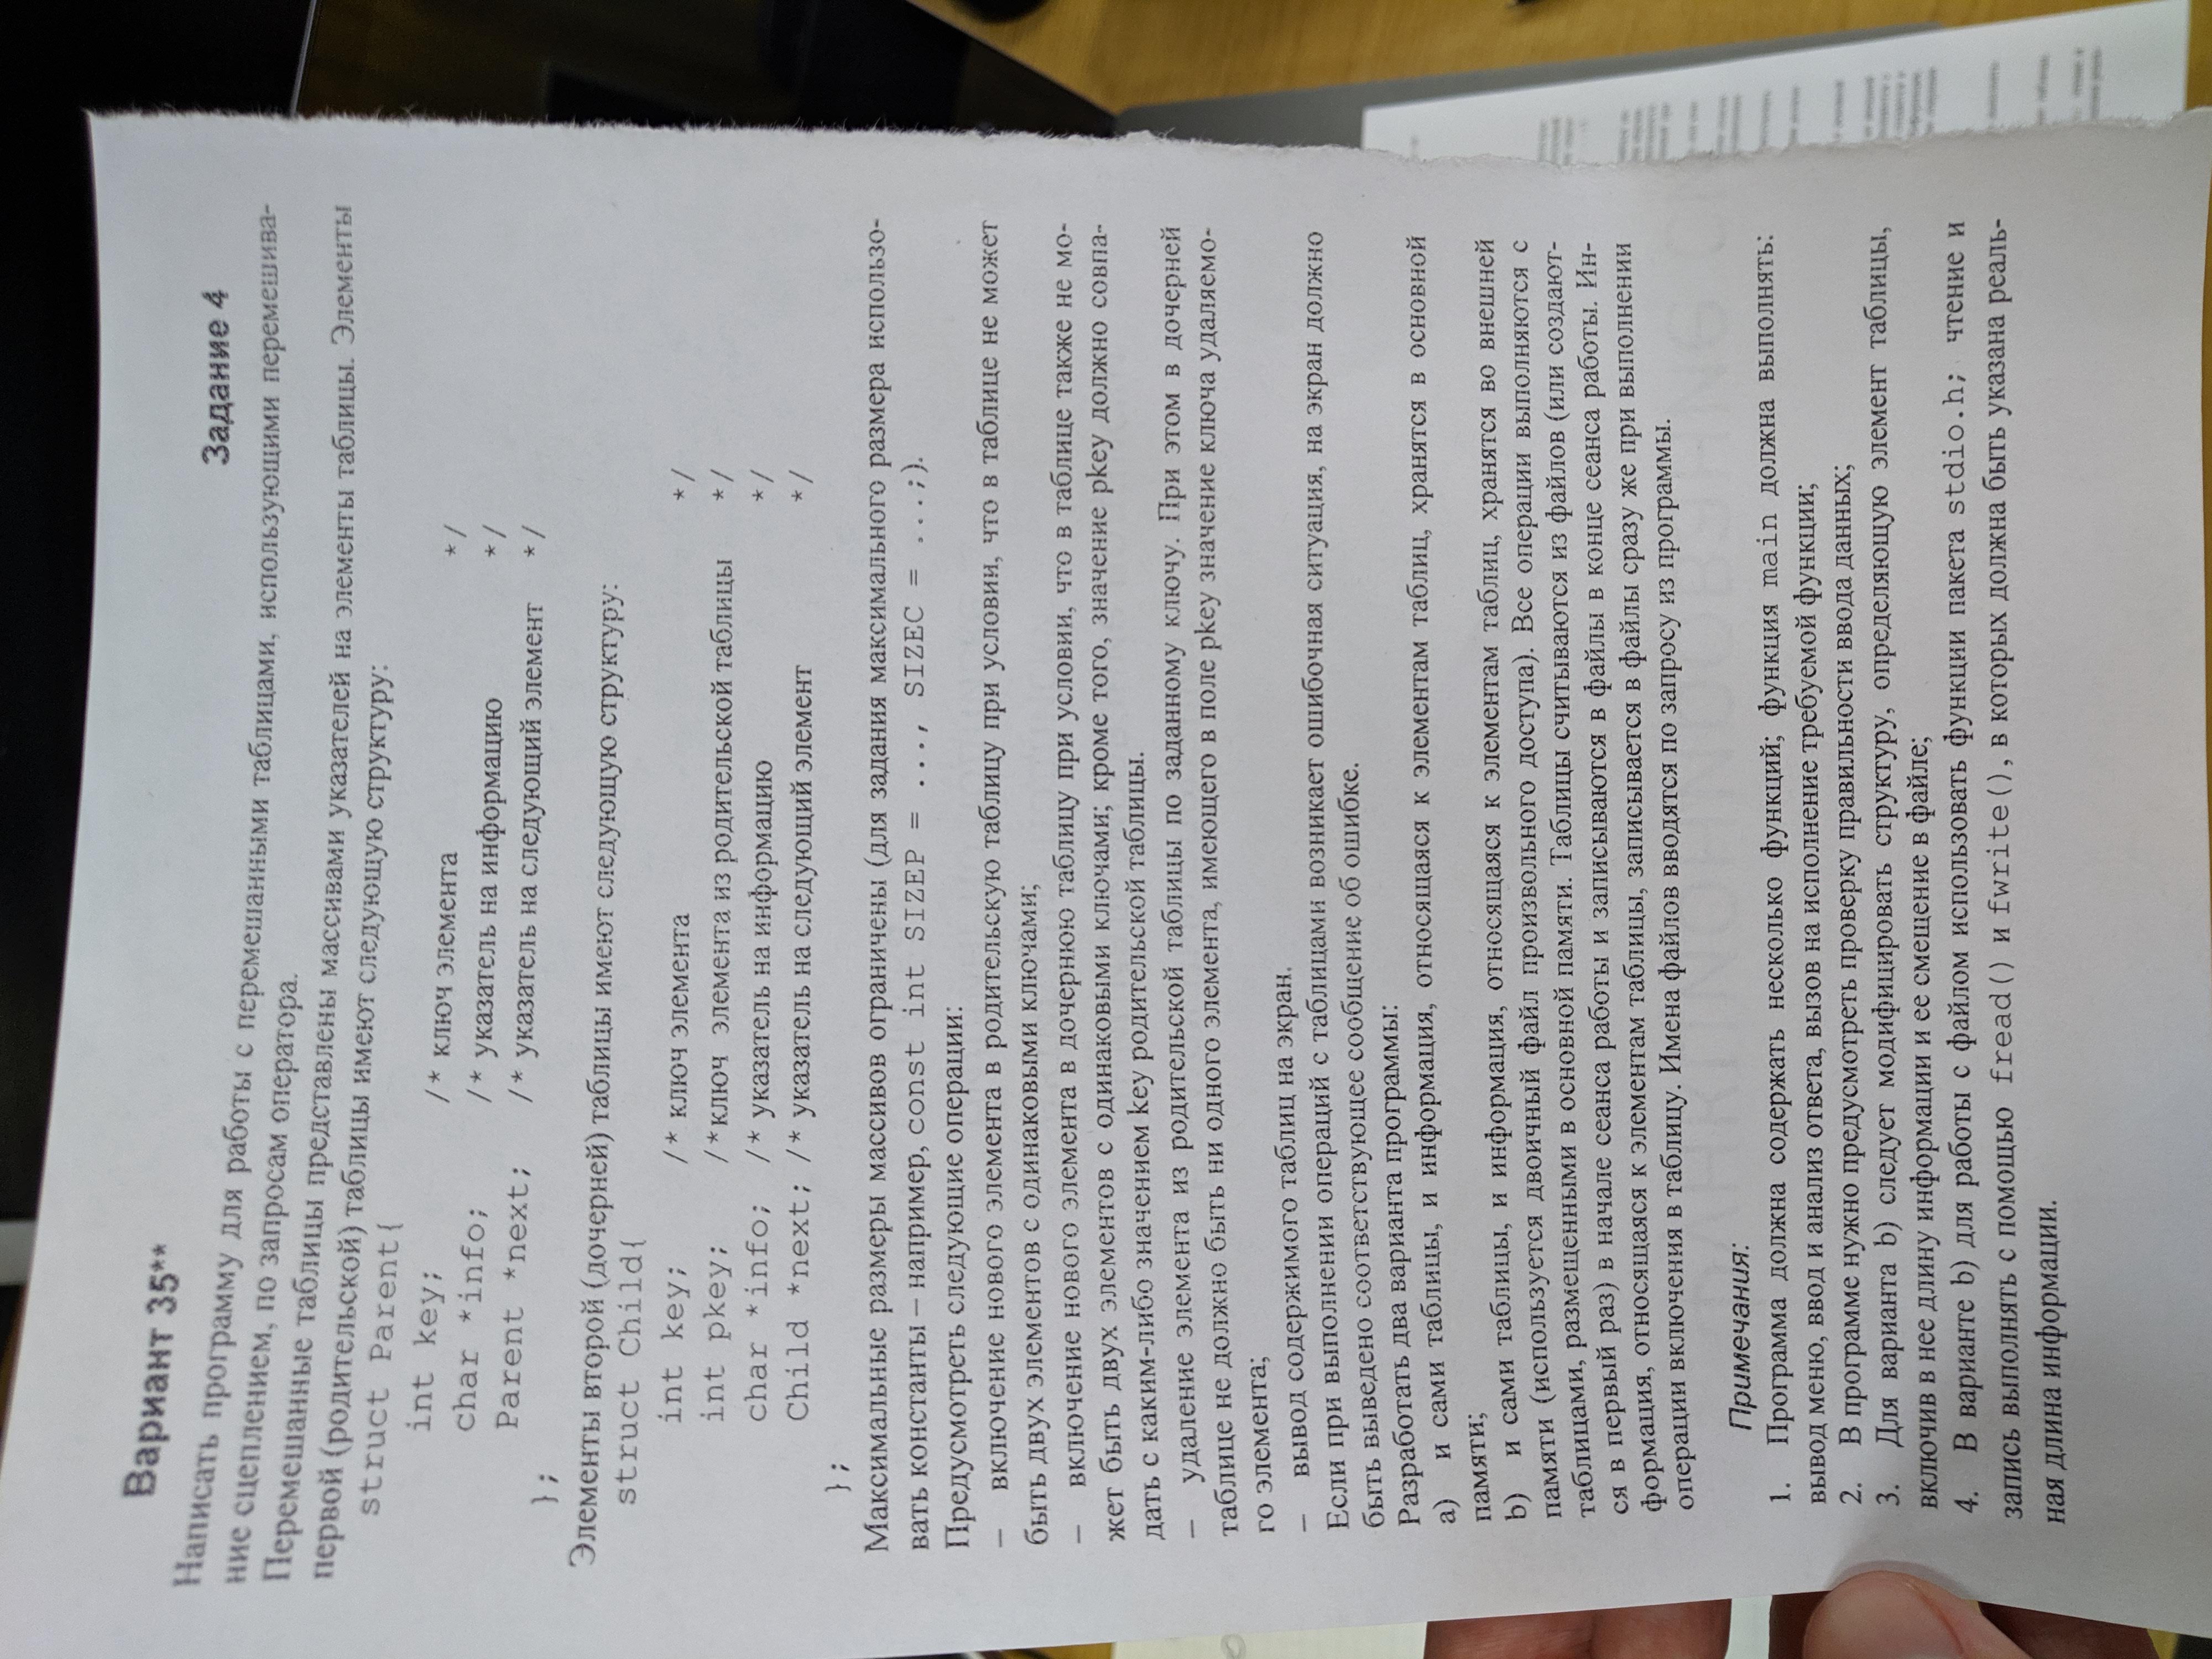 Вариант 35**
Задание 4
Написать программу для работы с перемешанными таблицами, использующими перемешива-
ние сцеплением, по запросам оператора.
Перемешанные таблицы представлены массивами указателей на элементы таблицы. Элементы
первой (родительской) таблицы имеют следующую структуру:
struct Parent{
int key; /* ключ элемента */
char *info; /* указатель на информацию */
Parent *next; /* указатель на следующий элемент */
};
Элементы второй (дочерней) таблицы имеют следующую структуру:
struct Child{
int key; /* ключ элемента */
int pkey; /*ключ элемента из родительской таблицы */
char *info; /* указатель на информацию */
Child *next; /* указатель на следующий элемент */
};
Максимальные размеры массивов ограничены (для задания максимального размера использо-
вать константы – например, const int SIZEP = ..., SIZEC = ...;).
Предусмотреть следующие операции:
– включение нового элемента в родительскую таблицу при условии, что в таблице не может
быть двух элементов с одинаковыми ключами;
– включение нового элемента в дочернюю таблицу при условии, что в таблице также не мо-
жет быть двух элементов с одинаковыми ключами; кроме того, значение pkey должно совпа-
дать с каким-либо значением key родительской таблицы.
– удаление элемента из родительской таблицы по заданному ключу. При этом в дочерней
таблице не должно быть ни одного элемента, имеющего в поле pkey значение ключа удаляемо-
го элемента;
– вывод содержимого таблиц на экран.
Если при выполнении операций с таблицами возникает ошибочная ситуация, на экран должно
быть выведено соответствующее сообщение об ошибке.
Разработать два варианта программы:
a) и сами таблицы, и информация, относящаяся к элементам таблиц, хранятся в основной
памяти;
b) и сами таблицы, и информация, относящаяся к элементам таблиц, хранятся во внешней
памяти (используется двоичный файл произвольного доступа). Все операции выполняются с
таблицами, размещенными в основной памяти. Таблицы считываются из файлов (или создают-
ся в первый раз) в начале сеанса работы и записываются в файлы в конце сеанса работы. Ин-
формация, относящаяся к элементам таблицы, записывается в файлы сразу же при выполнении
операции включения в таблицу. Имена файлов вводятся по запросу из программы.
Примечания:
1. Программа должна содержать несколько функций; функция main должна выполнять:
вывод меню, ввод и анализ ответа, вызов на исполнение требуемой функции;
2. В программе нужно предусмотреть проверку правильности ввода данных;
3. Для варианта b) следует модифицировать структуру, определяющую элемент таблицы,
включив в нее длину информации и ее смещение в файле;
4. В варианте b) для работы с файлом использовать функции пакета stdio.h; чтение и
запись выполнять с помощью fread() и fwrite(), в которых должна быть указана реаль-
ная длина информации.